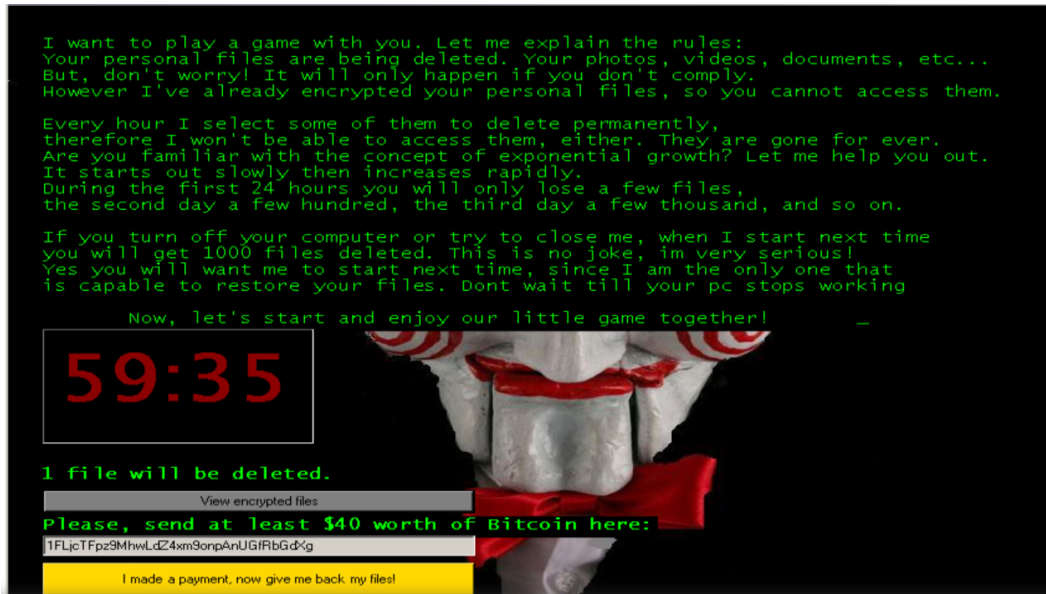 I want to play a game with you. Let me explain the rules:
Your personal files are being deleted. Your photos, videos, documents, etc...
But, don't worry! It will only happen if you don't comply.
However I've already encrypted your personal files, so you cannot access them.
Every hour I select some of them to delete permanently,
therefore I won't be able to access them, either. They are gone for ever.
Are you familiar with the concept of exponential growth? Let me help you out.
It starts out slowly then increases rapidly.
During the first 24 hours you will only lose a few files,
the second day a few hundred, the third day a few thousand, and so on.
If you turn off your computer or try to close me, when I start next time
you will get 1000 files deleted. This is no joke, im very serious!
Yes you will want me to start next time, since I am the only one that
is capable to restore your files. Dont wait till your pc stops working
Now, let's start and enjoy our little game together! _
59:35
1 file will be deleted.
View encrypted files
Please, send at least $40 worth of Bitcoin here:
1FLjcTFpz9MhwLdZ4xm9onpAnUGfRbGdXg
I made a payment, now give me back my files!